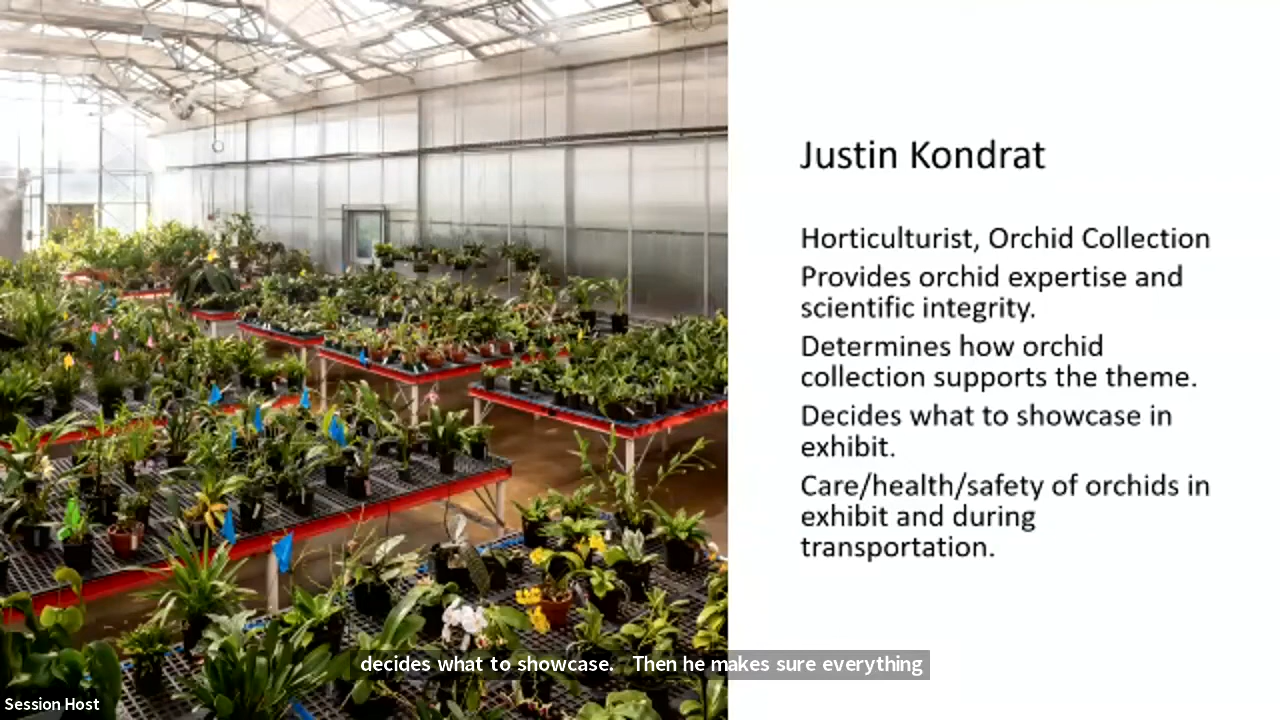 Justin Kondrat
Horticulturist, Orchid Collection
Provides orchid expertise and
scientific integrity.
Determines how orchid
collection supports the theme.
Decides what to showcase in
exhibit.
Care/health/safety of orchids in
exhibit and during
transportation.
decides what to showcase. Then he makes sure everything
Session Host